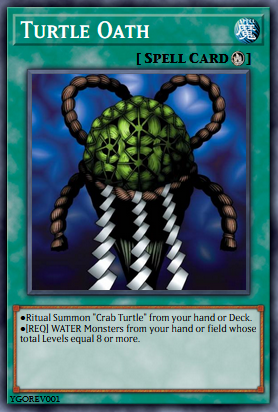 TURTLE OATH
魔
[ SPELL CARD ]
●Ritual Summon "Crab Turtle" from your hand or Deck.
●[REQ] WATER Monsters from your hand or field whose
total Levels equal 8 or more.
YGOREV001